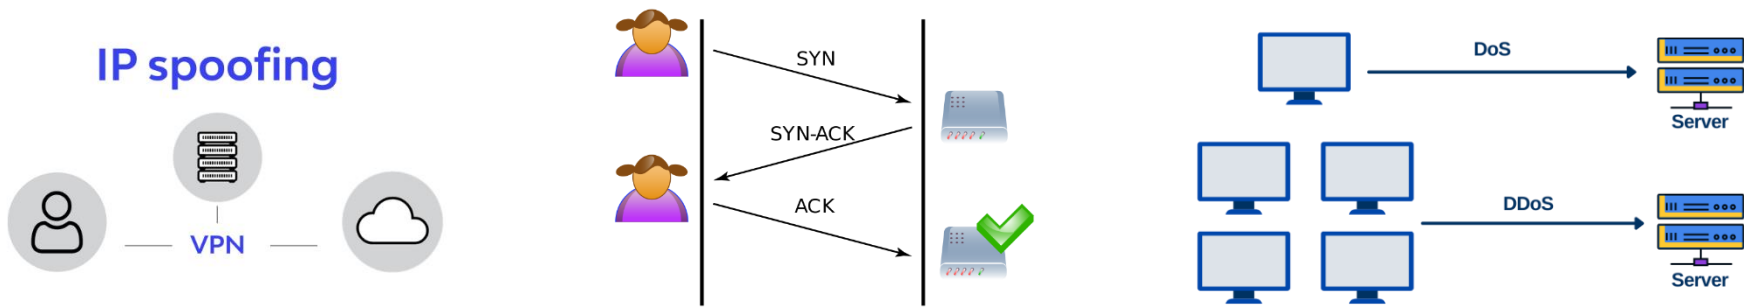 IP spoofing
VPN
SYN
SYN-ACK
ACK
DoS
Server
DDoS
Server